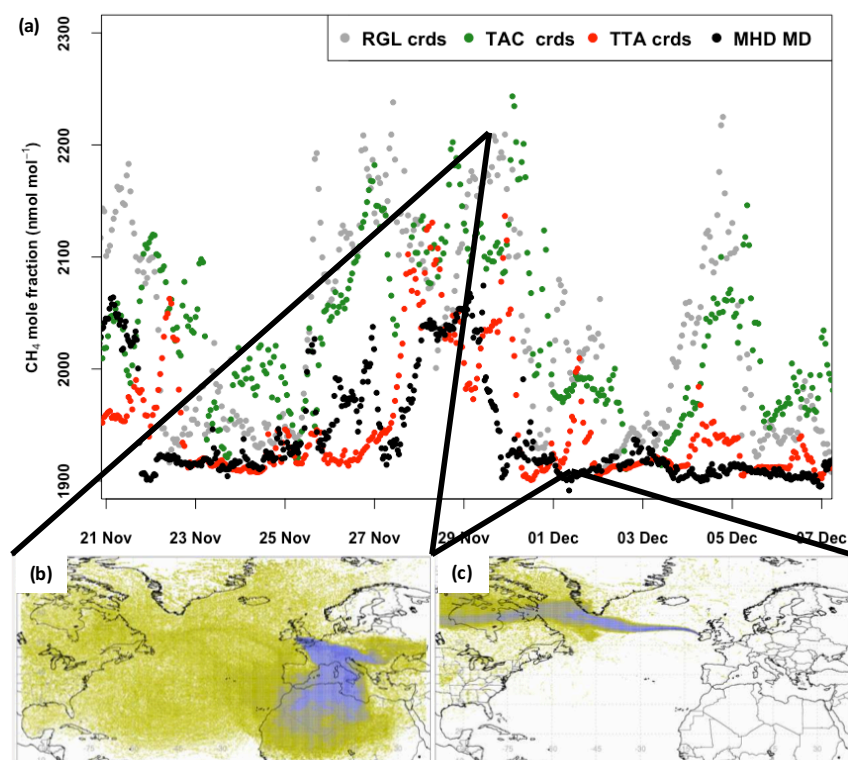 (a)
RGL crds TAC crds TTA crds MHD MD
CH₄ mole fraction (nmol mol⁻¹)
2300
2200
2100
2000
1900
21 Nov 23 Nov 25 Nov 27 Nov 29 Nov 01 Dec 03 Dec 05 Dec 07 Dec
(b) (c)